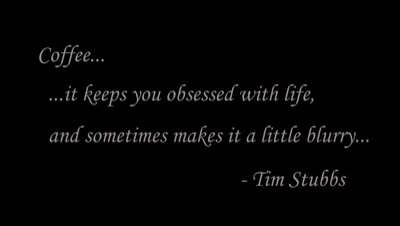 Coffee...
...it keeps you obsessed with life,
and sometimes makes it a little blurry...
- Tim Stubbs